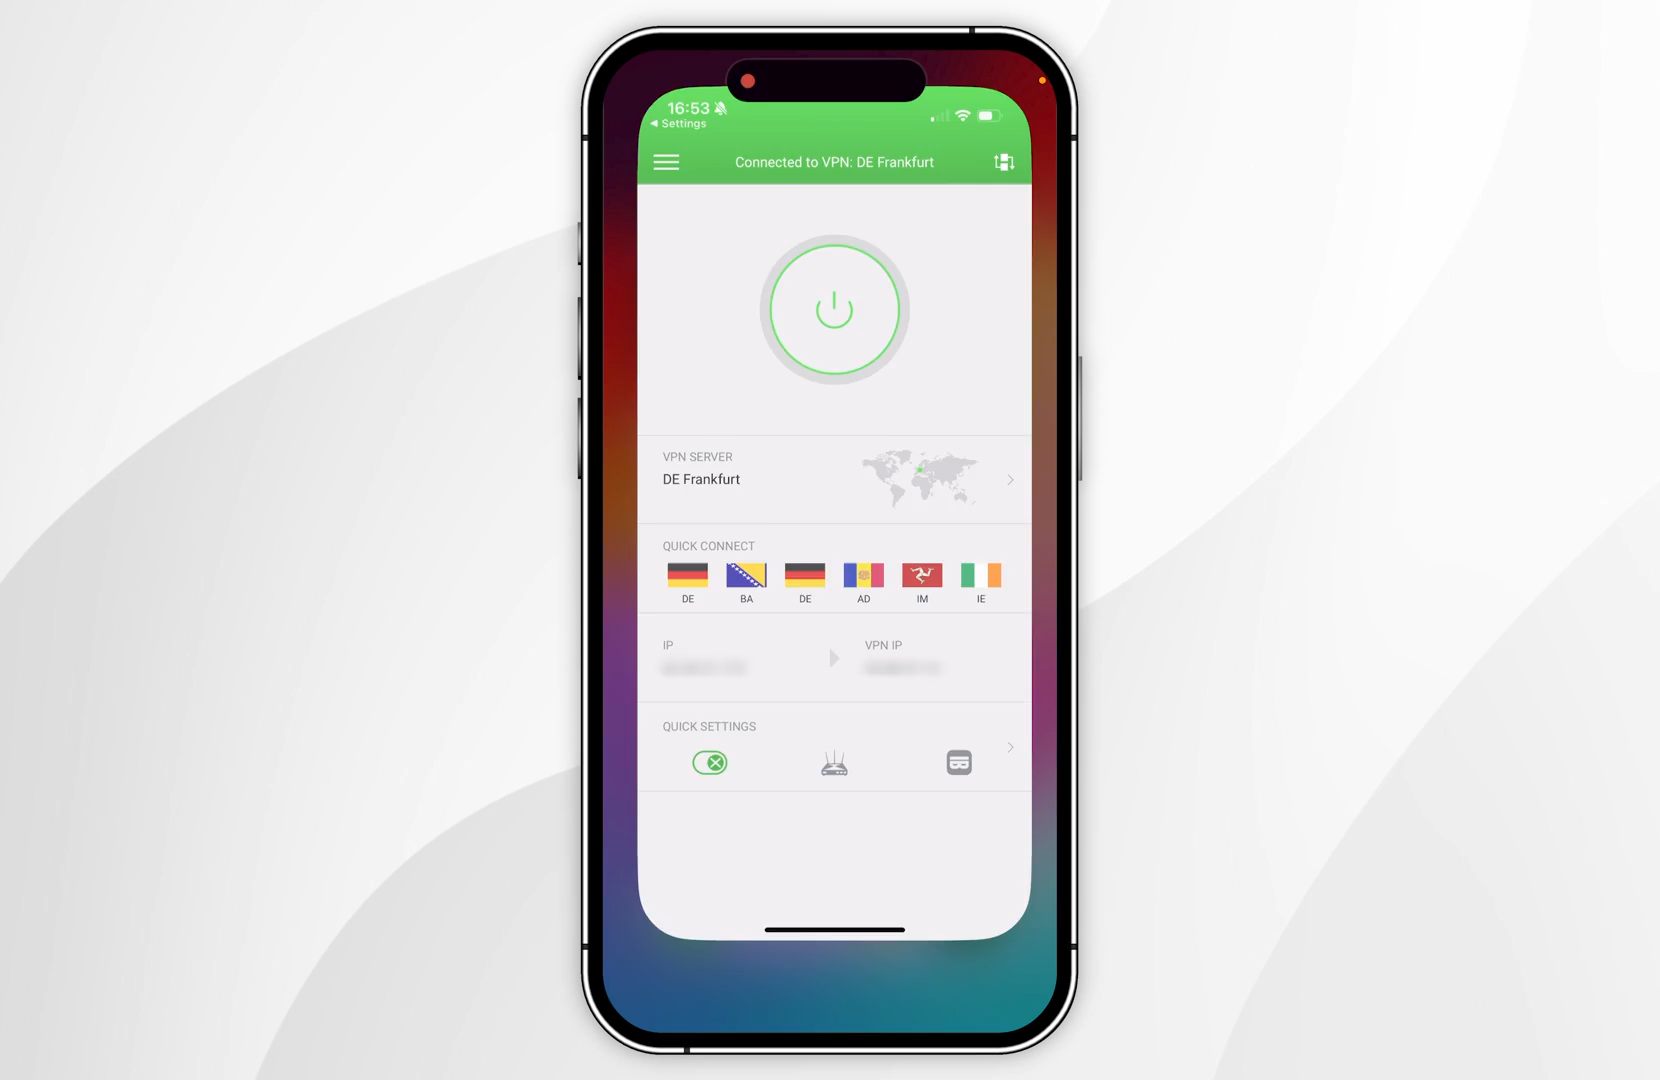 16:53
Settings
Connected to VPN: DE Frankfurt
VPN SERVER
DE Frankfurt
QUICK CONNECT
DE BA DE AD IM IE
IP VPN IP
QUICK SETTINGS